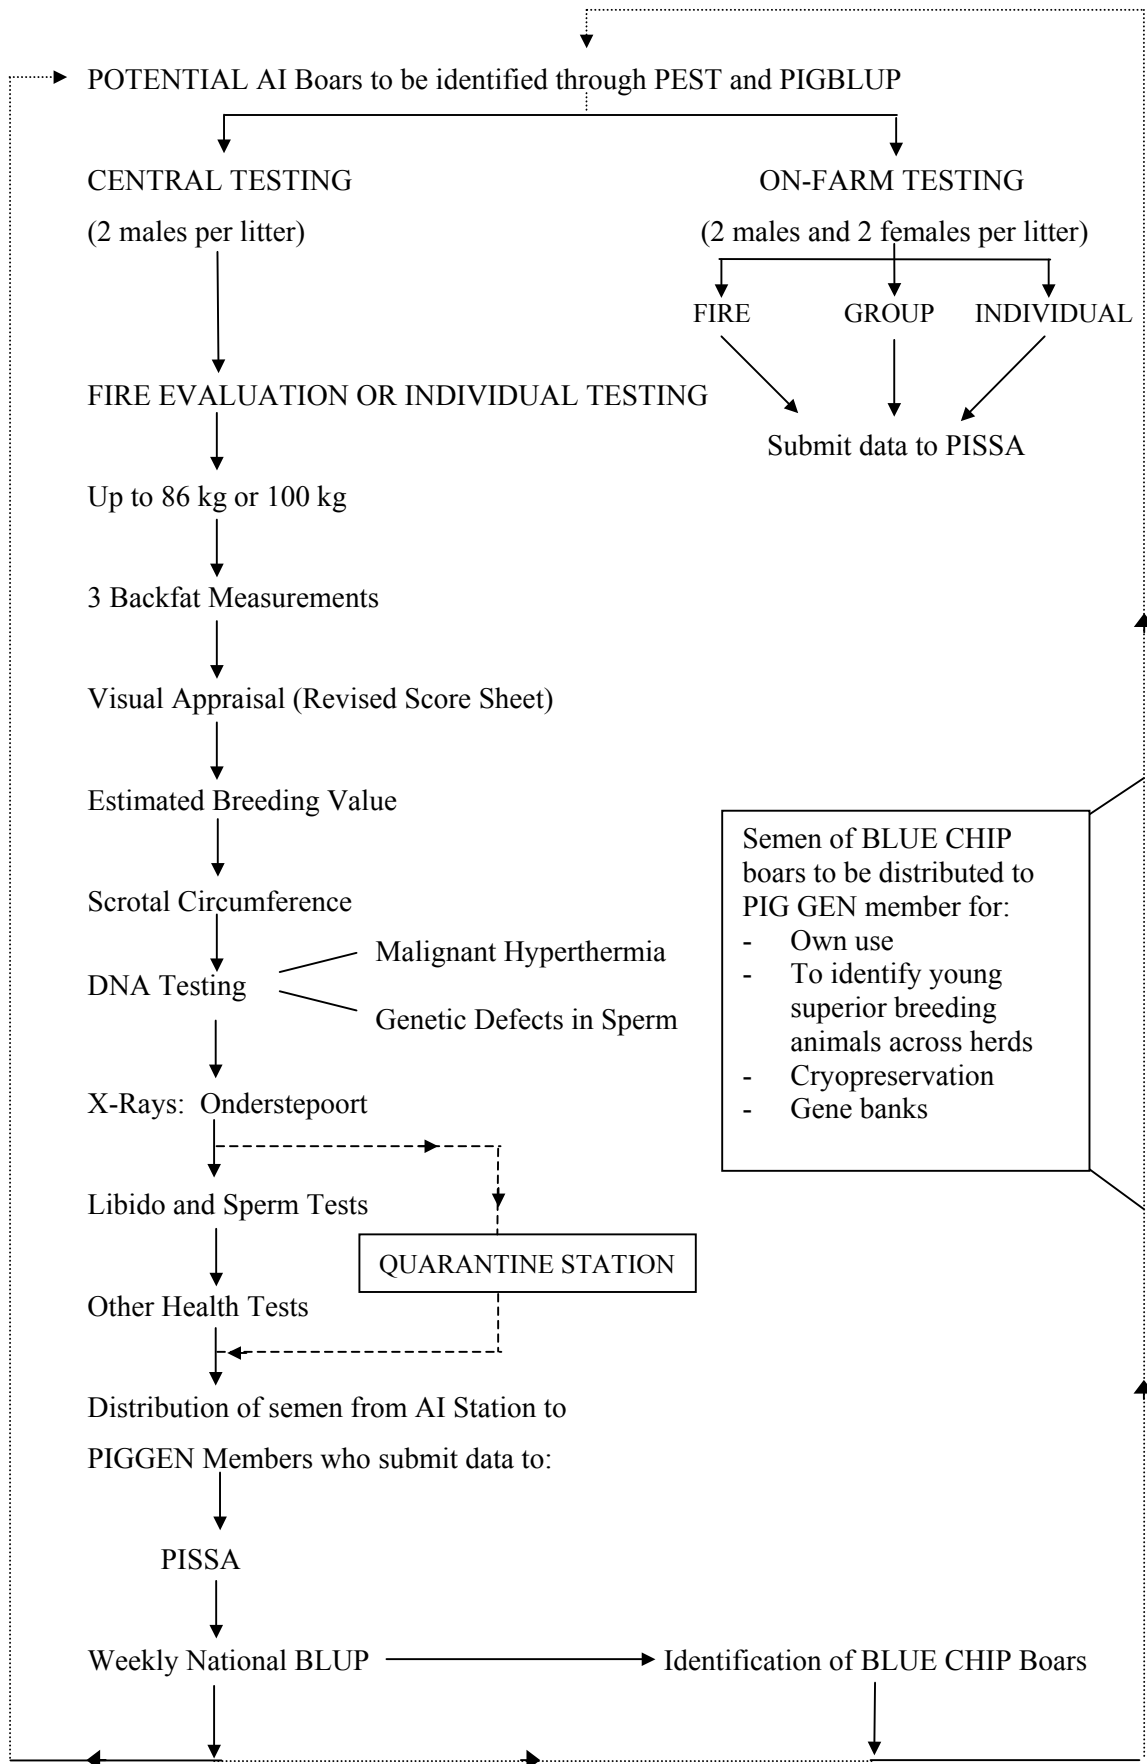 POTENTIAL AI Boars to be identified through PEST and PIGBLUP
CENTRAL TESTING
(2 males per litter)
ON-FARM TESTING
(2 males and 2 females per litter)
FIRE
GROUP
INDIVIDUAL
Submit data to PISSA
FIRE EVALUATION OR INDIVIDUAL TESTING
Up to 86 kg or 100 kg
3 Backfat Measurements
Visual Appraisal (Revised Score Sheet)
Estimated Breeding Value
Scrotal Circumference
DNA Testing
Malignant Hyperthermia
Genetic Defects in Sperm
X-Rays: Onderstepoort
Libido and Sperm Tests
QUARANTINE STATION
Other Health Tests
Distribution of semen from AI Station to
PIGGEN Members who submit data to:
PISSA
Weekly National BLUP
Identification of BLUE CHIP Boars
Semen of BLUE CHIP
boars to be distributed to
PIG GEN member for:
- Own use
- To identify young
superior breeding
animals across herds
- Cryopreservation
- Gene banks